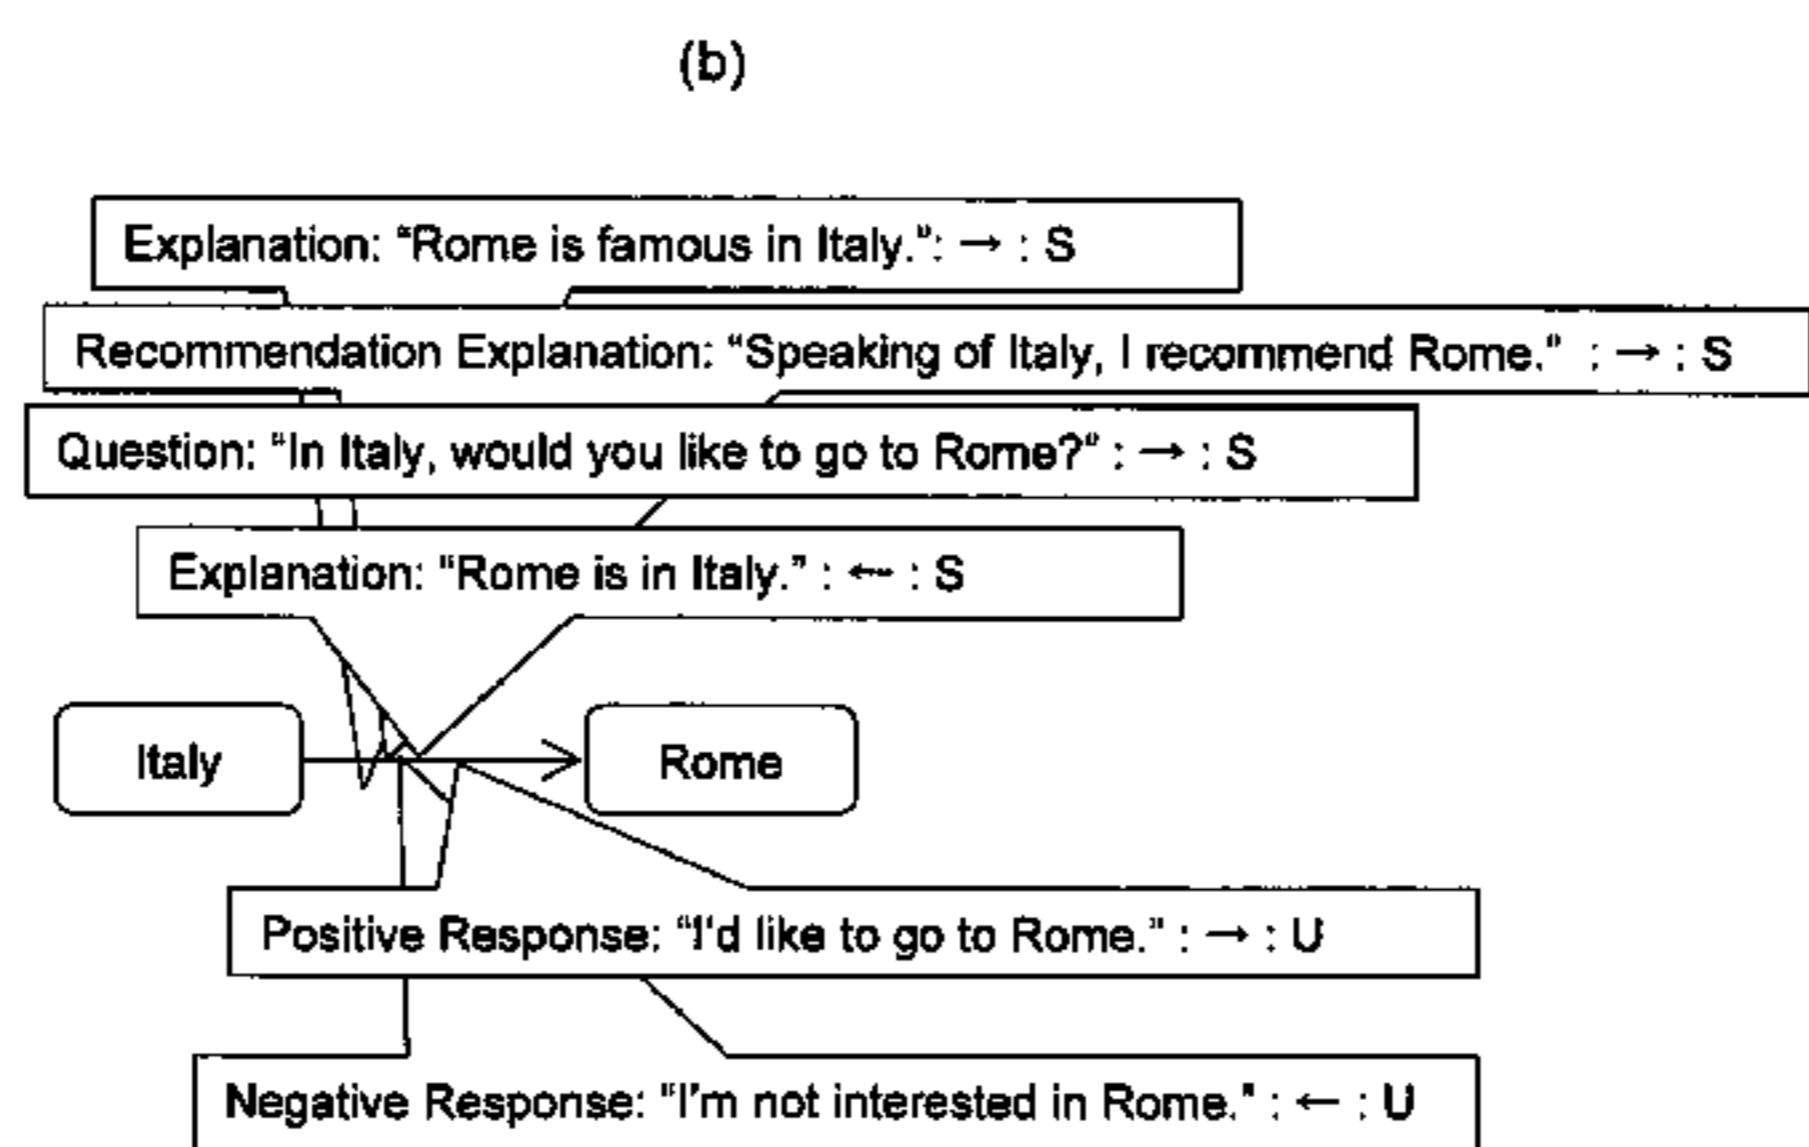 (b)
Explanation: “Rome is famous in Italy.”: → : S
Recommendation Explanation: “Speaking of Italy, I recommend Rome.” : → : S
Question: “In Italy, would you like to go to Rome?” : → : S
Explanation: “Rome is in Italy.” : ← : S
Italy
Rome
Positive Response: “I'd like to go to Rome.” : → : U
Negative Response: “I'm not interested in Rome.” : ← : U